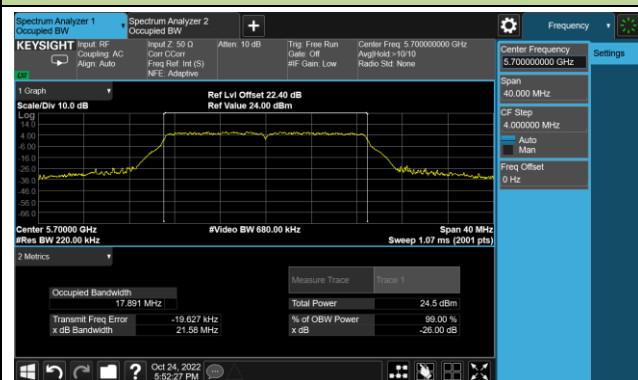 Spectrum Analyzer 1
Occupied BW
Spectrum Analyzer 2
Occupied BW
Frequency
KEYSIGHT
Input: RF
Coupling: AC
Align: Auto
Input Z: 50 Ω
Corr CCorr
Freq Ref: Int (S)
NFE: Adaptive
Atten: 10 dB
Trig: Free Run
Gate: Off
#IF Gain: Low
Center Freq: 5.700000000 GHz
Avg|Hold:>10/10
Radio Std: None
LXI
Center Frequency
5.700000000 GHz
Settings
Span
40.000 MHz
CF Step
4.000000 MHz
Auto
Man
Freq Offset
0 Hz
1 Graph
Scale/Div 10.0 dB
Ref Lvl Offset 22.40 dB
Ref Value 24.00 dBm
Log
14.0
4.00
-6.00
-16.0
-26.0
-36.0
-46.0
-56.0
-66.0
Center 5.70000 GHz
#Video BW 680.00 kHz
Span 40 MHz
#Res BW 220.00 kHz
Sweep 1.07 ms (2001 pts)
2 Metrics
Measure Trace
Trace 1
Occupied Bandwidth
17.891 MHz
Total Power
24.5 dBm
Transmit Freq Error
-19.627 kHz
% of OBW Power
99.00 %
x dB Bandwidth
21.58 MHz
x dB
-26.00 dB
?
Oct 24, 2022
5:52:27 PM